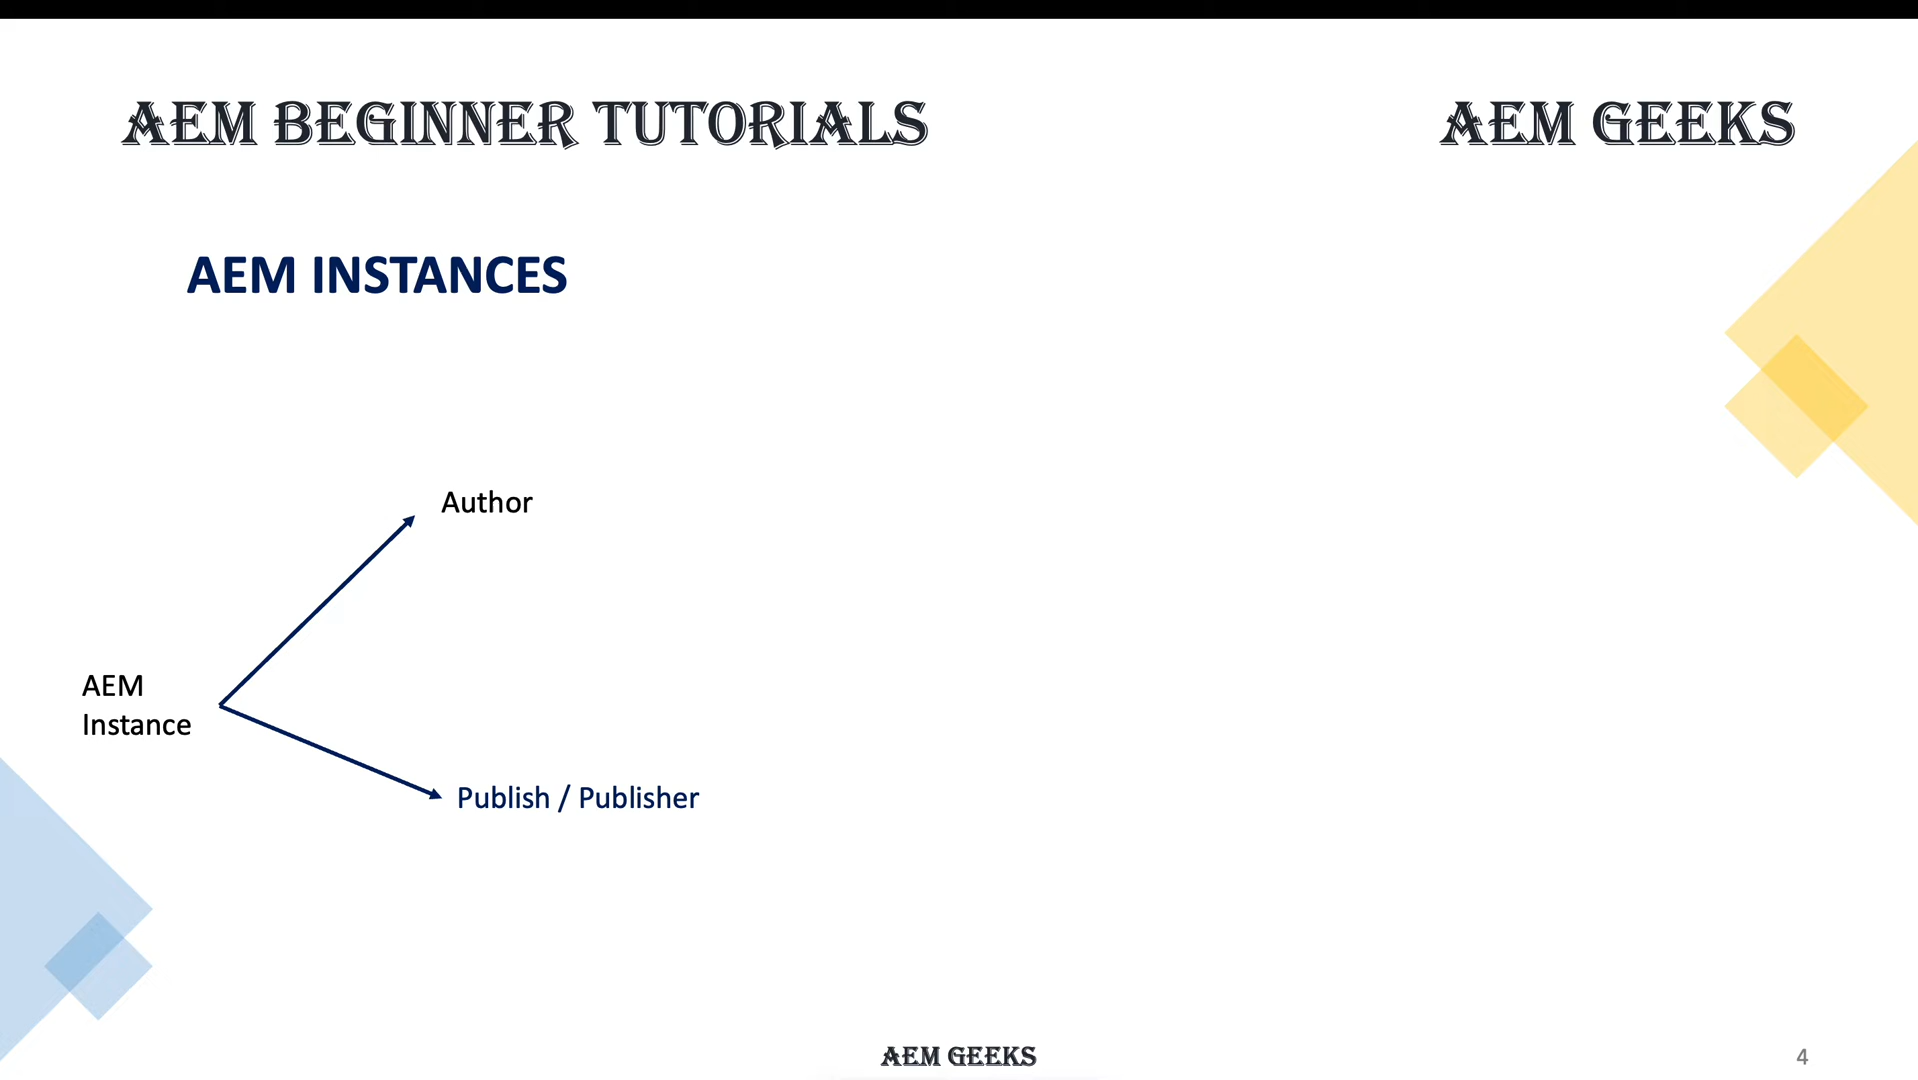 AEM BEGINNER TUTORIALS
AEM GEEKS
AEM INSTANCES
Author
AEM
Instance
Publish / Publisher
AEM GEEKS
4